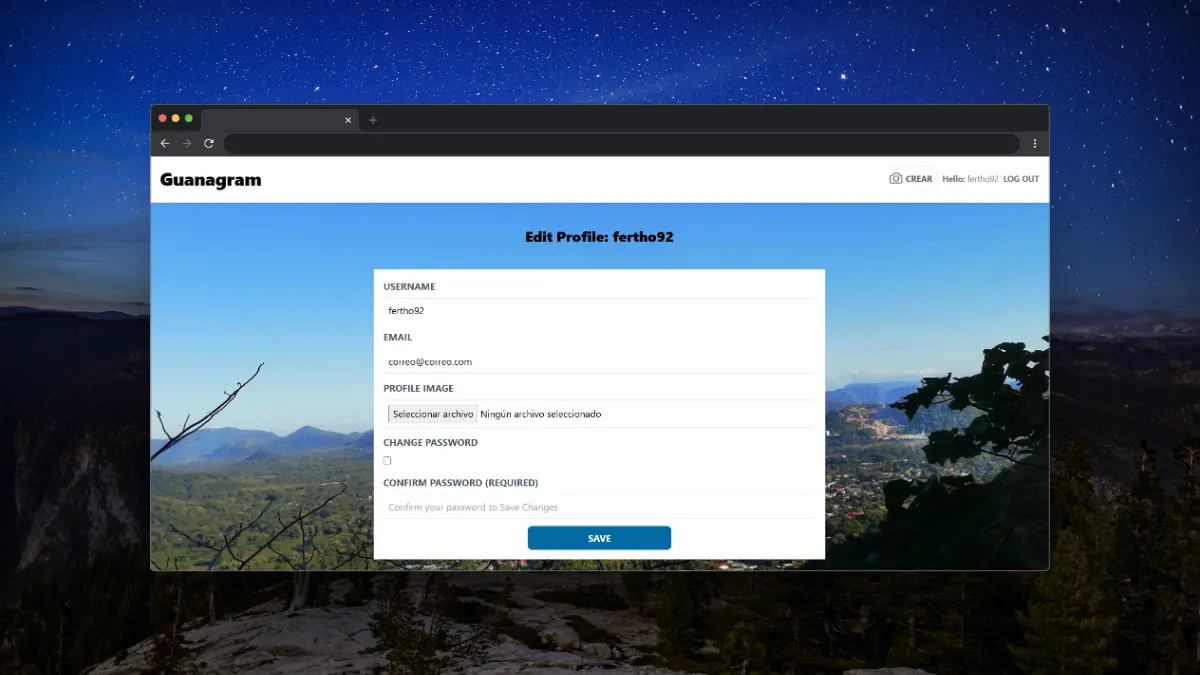 Guanagram
CREAR Hello: fertho92 LOG OUT
Edit Profile: fertho92
USERNAME
fertho92
EMAIL
correo@correo.com
PROFILE IMAGE
Seleccionar archivo Ningún archivo seleccionado
CHANGE PASSWORD
CONFIRM PASSWORD (REQUIRED)
Confirm your password to Save Changes
SAVE